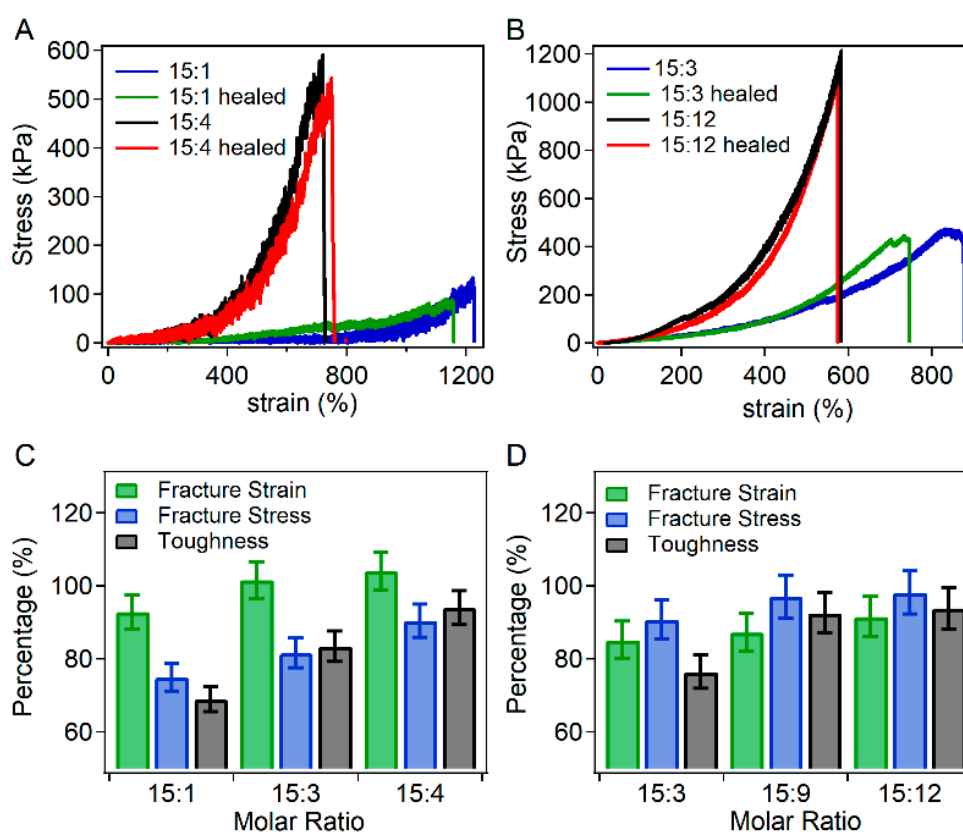 A
600
500
400
300
200
100
0
Stress (kPa)
15:1
15:1 healed
15:4
15:4 healed
0
400
800
1200
strain (%)
B
1200
1000
800
600
400
200
0
Stress (kPa)
15:3
15:3 healed
15:12
15:12 healed
0
200
400
600
800
strain (%)
C
120
100
80
60
Percentage (%)
Fracture Strain
Fracture Stress
Toughness
15:1
15:3
15:4
Molar Ratio
D
120
100
80
60
Percentage (%)
Fracture Strain
Fracture Stress
Toughness
15:3
15:9
15:12
Molar Ratio